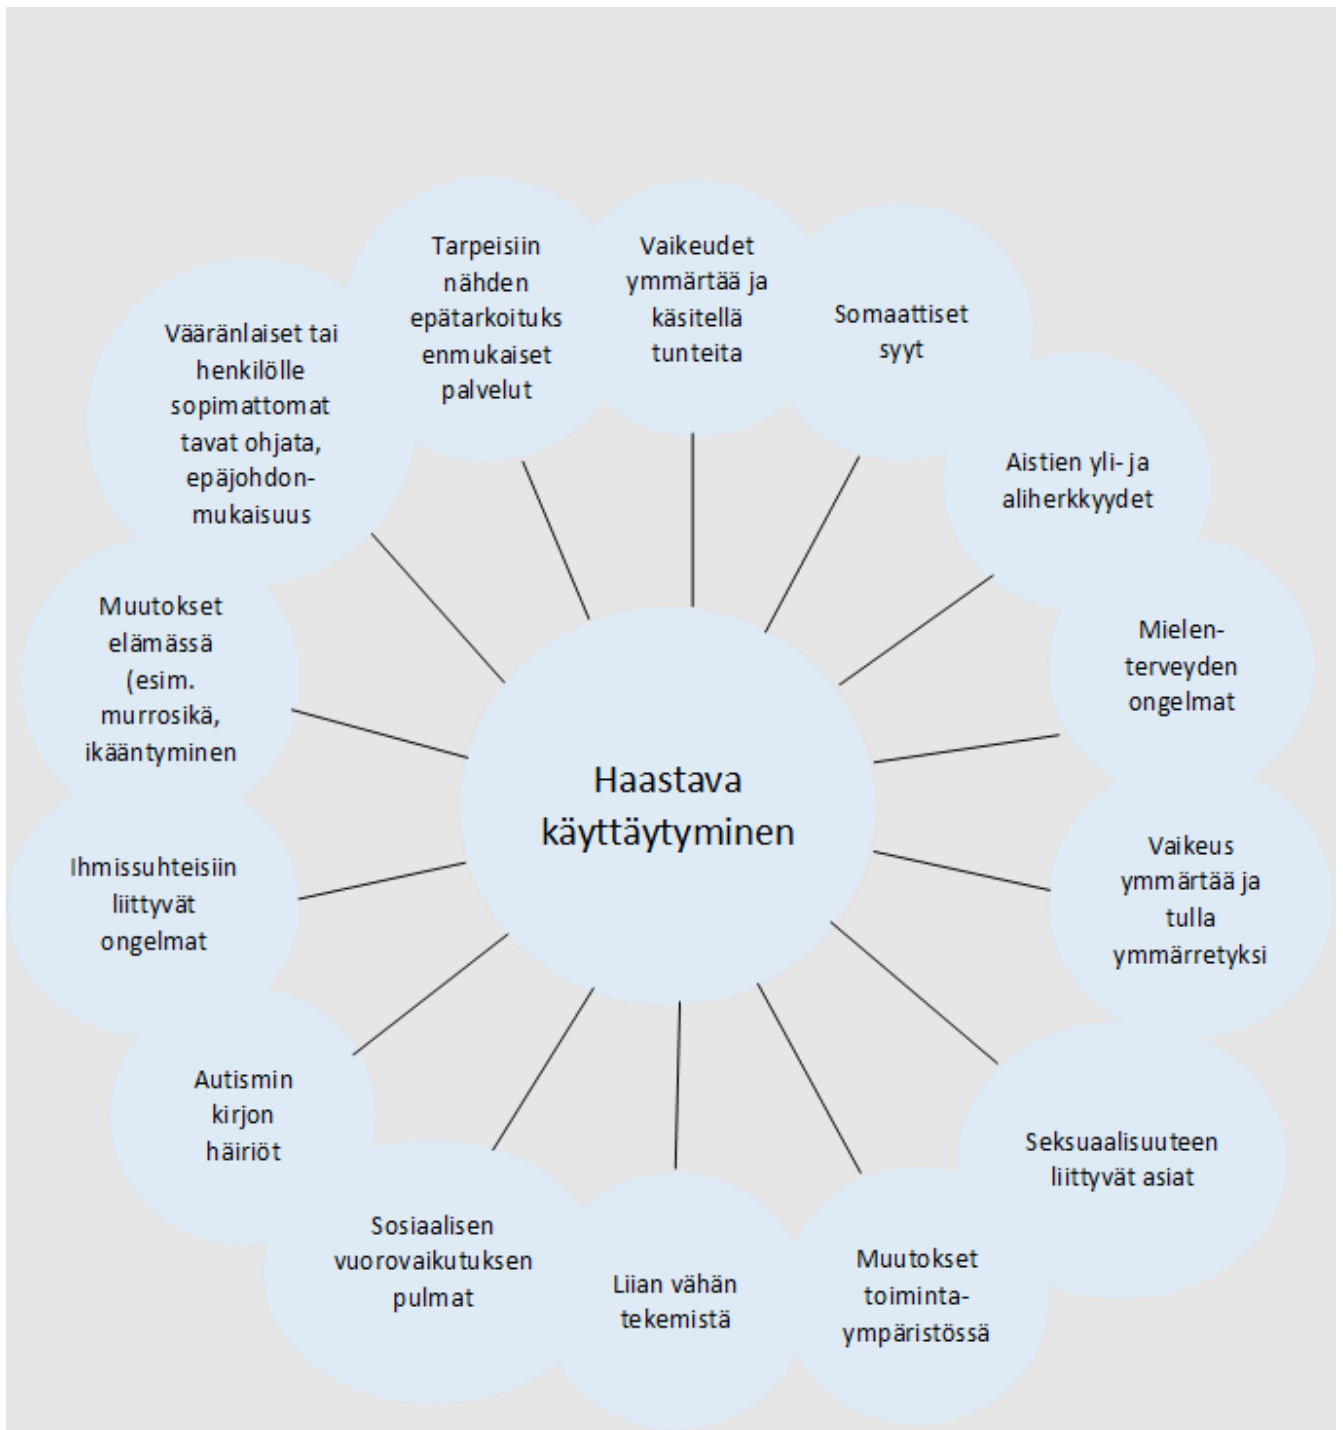 Haastava
käyttäytyminen
Vaikeudet
ymmärtää ja
käsitellä
tunteita
Somaattiset
syyt
Aistien yli- ja
aliherkkyydet
Mielen-
terveyden
ongelmat
Vaikeus
ymmärtää ja
tulla
ymmärretyksi
Seksuaalisuuteen
liittyvät asiat
Muutokset
toiminta-
ympäristössä
Liian vähän
tekemistä
Sosiaalisen
vuorovaikutuksen
pulmat
Autismin
kirjon
häiriöt
Ihmissuhteisiin
liittyvät
ongelmat
Muutokset
elämässä
(esim.
murrosikä,
ikääntyminen
Vääränlaiset tai
henkilölle
sopimattomat
tavat ohjata,
epäjohdon-
mukaisuus
Tarpeisiin
nähden
epätarkoituks
enmukaiset
palvelut